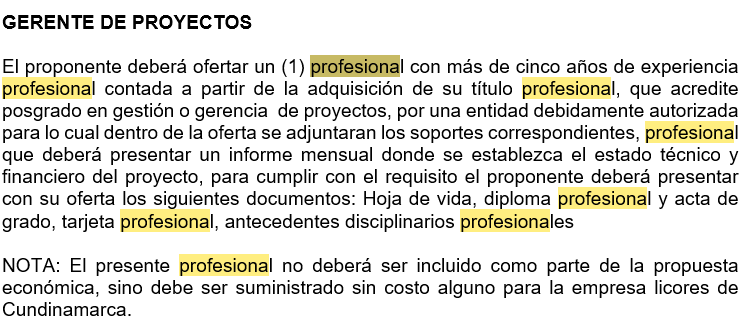 GERENTE DE PROYECTOS
El proponente deberá ofertar un (1) profesional con más de cinco años de experiencia
profesional contada a partir de la adquisición de su título profesional, que acredite
posgrado en gestión o gerencia de proyectos, por una entidad debidamente autorizada
para lo cual dentro de la oferta se adjuntaran los soportes correspondientes, profesional
que deberá presentar un informe mensual donde se establezca el estado técnico y
financiero del proyecto, para cumplir con el requisito el proponente deberá presentar
con su oferta los siguientes documentos: Hoja de vida, diploma profesional y acta de
grado, tarjeta profesional, antecedentes disciplinarios profesionales
NOTA: El presente profesional no deberá ser incluido como parte de la propuesta
económica, sino debe ser suministrado sin costo alguno para la empresa licores de
Cundinamarca.